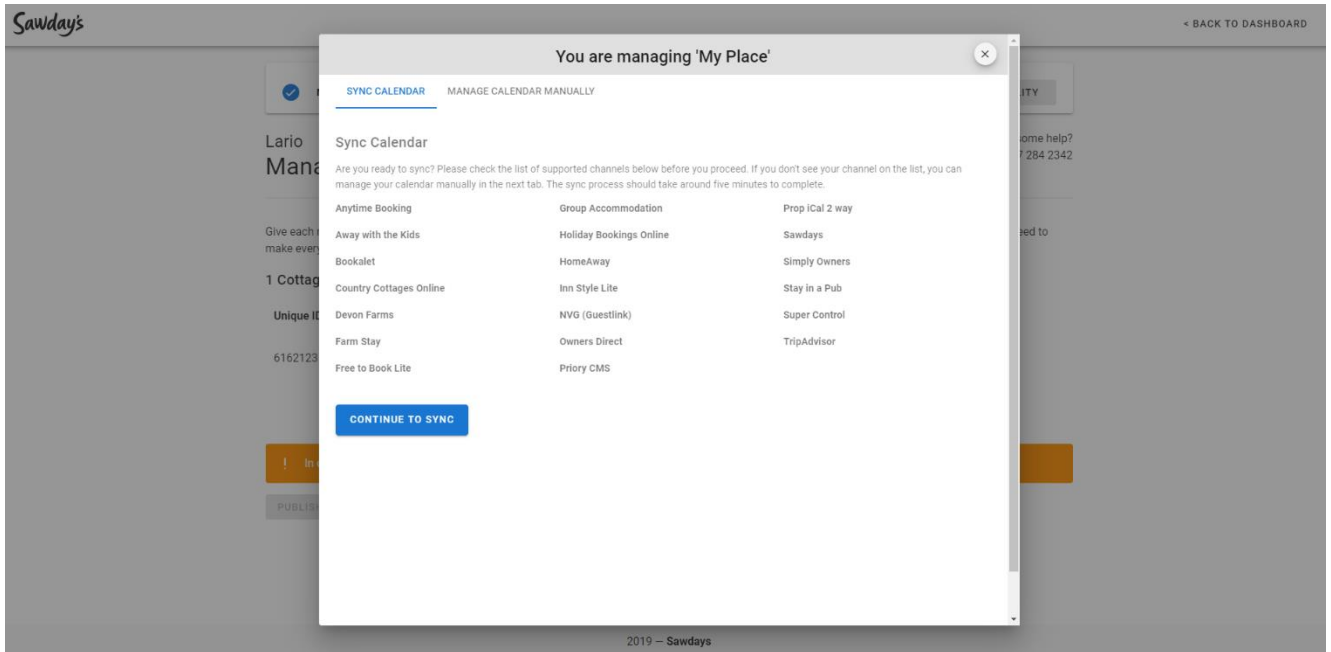 Sawday's
< BACK TO DASHBOARD
You are managing 'My Place'
SYNC CALENDAR
MANAGE CALENDAR MANUALLY
ITY
Lario
ome help?
284 2342
Mana
Sync Calendar
Are you ready to sync? Please check the list of supported channels below before you proceed. If you don't see your channel on the list, you can
manage your calendar manually in the next tab. The sync process should take around five minutes to complete.
Give each
make every
eed to
Anytime Booking
Group Accommodation
Prop iCal 2 way
Away with the Kids
Holiday Bookings Online
Sawdays
Bookalet
HomeAway
Simply Owners
1 Cottag
Country Cottages Online
Inn Style Lite
Stay in a Pub
Unique ID
Devon Farms
NVG (Guestlink)
Super Control
Farm Stay
Owners Direct
TripAdvisor
6162123
Free to Book Lite
Priory CMS
CONTINUE TO SYNC
! In
PUBLIS
2019 – Sawdays